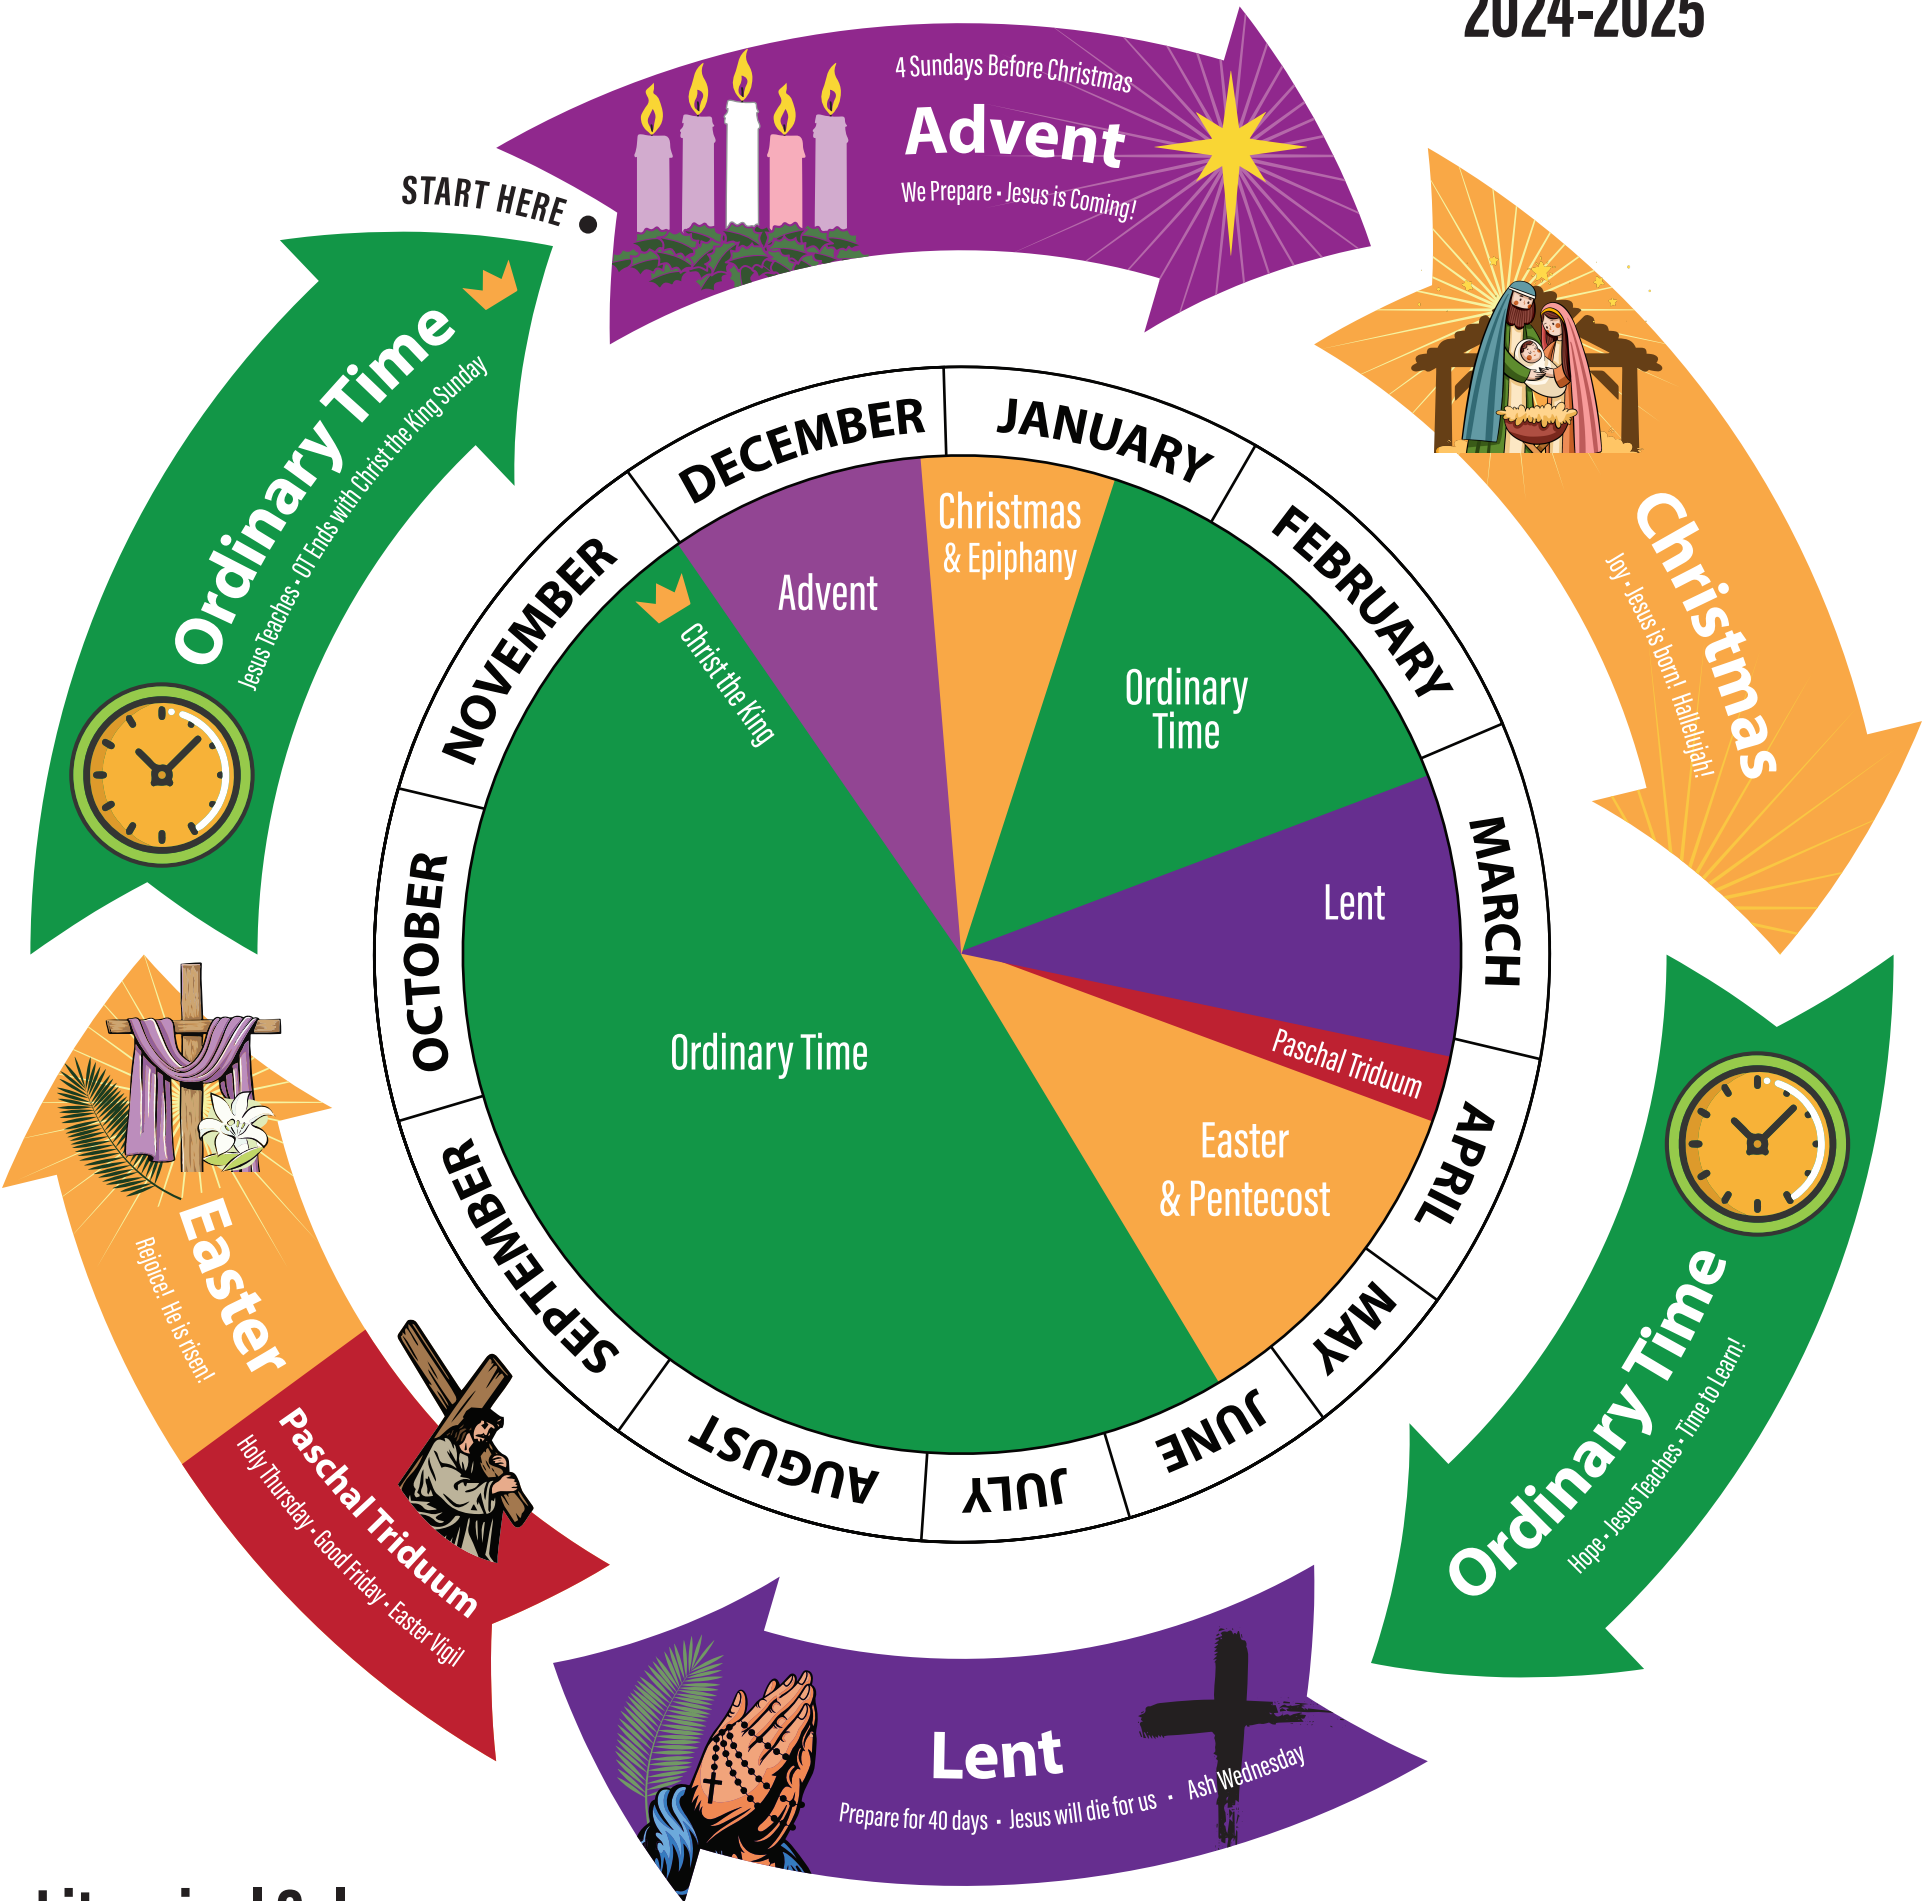 2024-2025
START HERE
4 Sundays Before Christmas
Advent
We Prepare • Jesus is Coming!
Christmas
Joy • Jesus is born! Hallelujah!
Ordinary Time
Hope • Jesus Teaches • Time to Learn!
Lent
Prepare for 40 days • Jesus will die for us • Ash Wednesday
Paschal Triduum
Holy Thursday • Good Friday • Easter Vigil
Easter
Rejoice! He is risen!
Ordinary Time
Jesus Teaches • OT Ends with Christ the King Sunday
DECEMBER
JANUARY
FEBRUARY
MARCH
APRIL
MAY
JUNE
JULY
AUGUST
SEPTEMBER
OCTOBER
NOVEMBER
Advent
Christmas
& Epiphany
Ordinary
Time
Lent
Paschal Triduum
Easter
& Pentecost
Ordinary Time
Christ the King